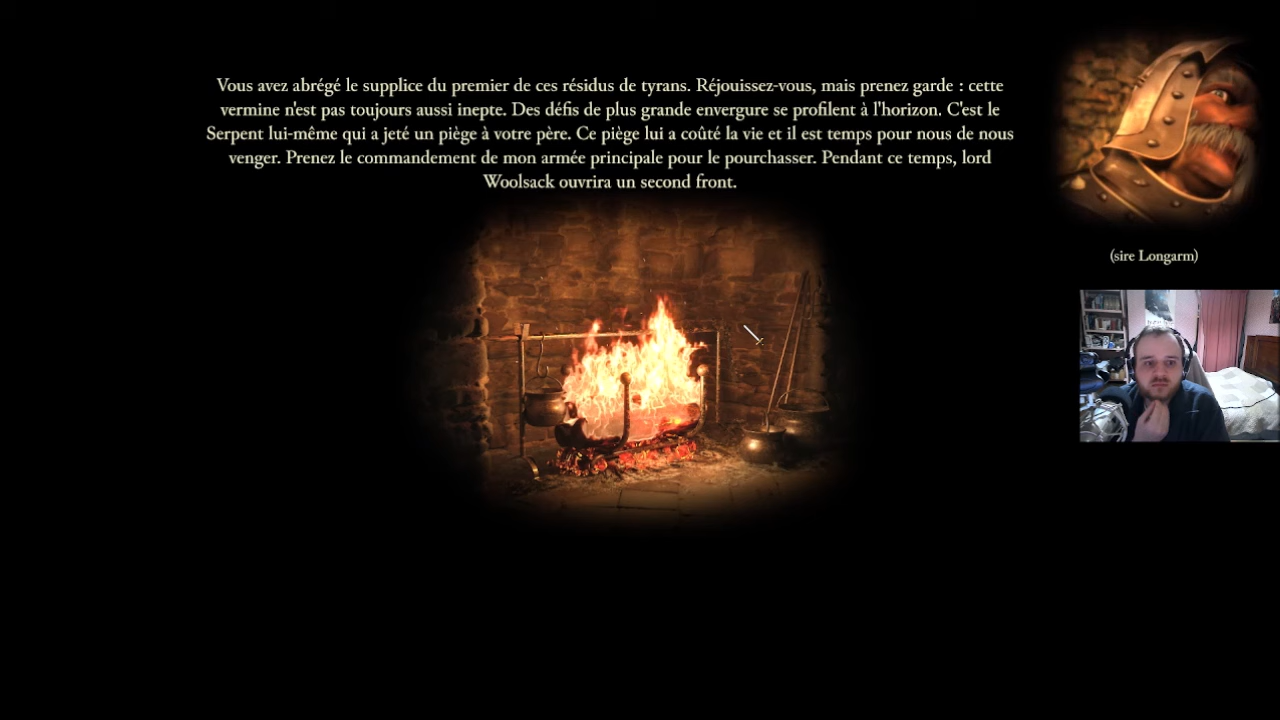 Vous avez abrégé le supplice du premier de ces résidus de tyrans. Réjouissez-vous, mais prenez garde : cette
vermine n'est pas toujours aussi inepte. Des défis de plus grande envergure se profilent à l'horizon. C'est le
Serpent lui-même qui a jeté un piège à votre père. Ce piège lui a coûté la vie et il est temps pour nous de nous
venger. Prenez le commandement de mon armée principale pour le pourchasser. Pendant ce temps, lord
Woolsack ouvrira un second front.
(sire Longarm)